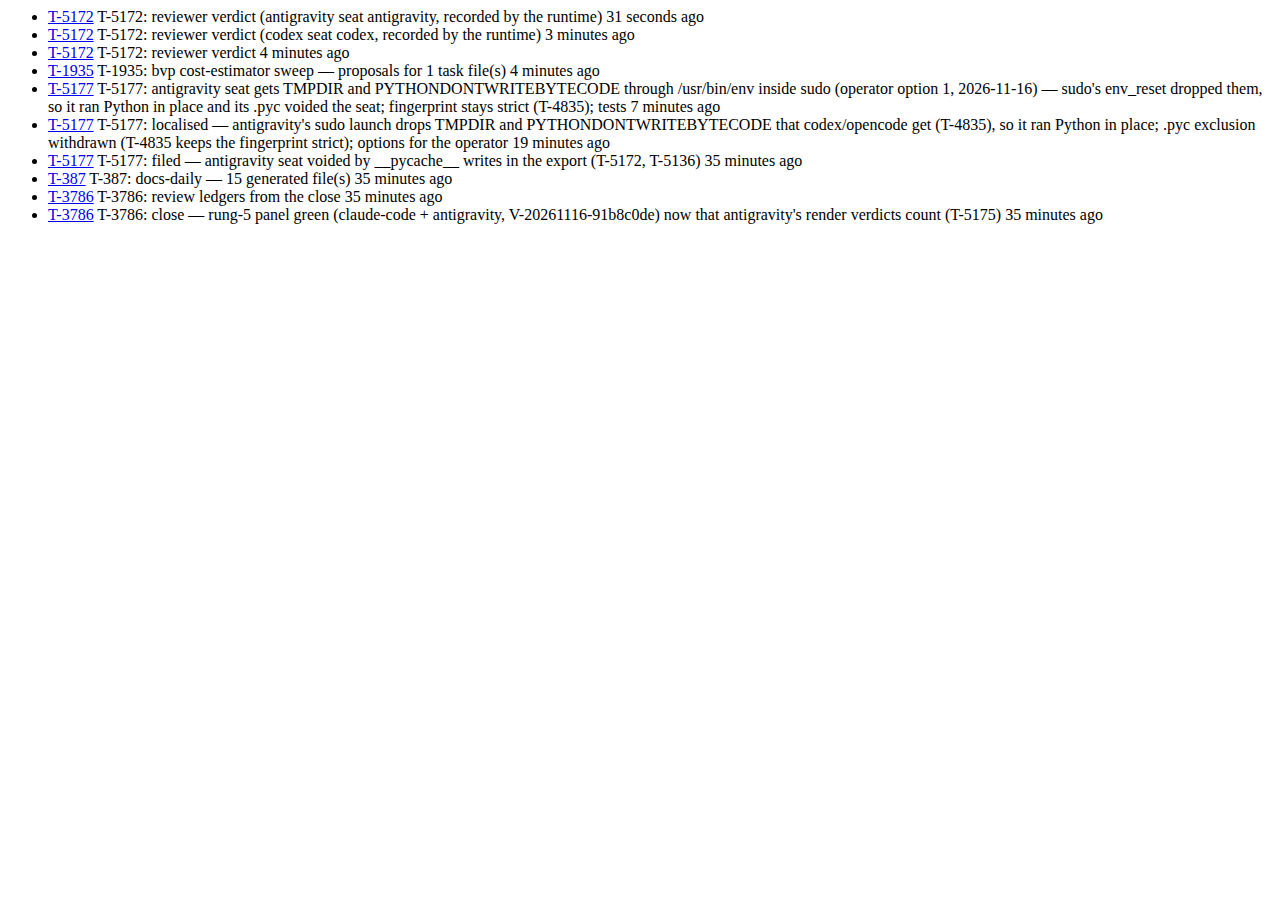 T-5172 T-5172: reviewer verdict (antigravity seat antigravity, recorded by the runtime) 31 seconds ago
T-5172 T-5172: reviewer verdict (codex seat codex, recorded by the runtime) 3 minutes ago
T-5172 T-5172: reviewer verdict 4 minutes ago
T-1935 T-1935: bvp cost-estimator sweep — proposals for 1 task file(s) 4 minutes ago
T-5177 T-5177: antigravity seat gets TMPDIR and PYTHONDONTWRITEBYTECODE through /usr/bin/env inside sudo (operator option 1, 2026-11-16) — sudo's env_reset dropped them,
so it ran Python in place and its .pyc voided the seat; fingerprint stays strict (T-4835); tests 7 minutes ago
T-5177 T-5177: localised — antigravity's sudo launch drops TMPDIR and PYTHONDONTWRITEBYTECODE that codex/opencode get (T-4835), so it ran Python in place; .pyc exclusion
withdrawn (T-4835 keeps the fingerprint strict); options for the operator 19 minutes ago
T-5177 T-5177: filed — antigravity seat voided by __pycache__ writes in the export (T-5172, T-5136) 35 minutes ago
T-387 T-387: docs-daily — 15 generated file(s) 35 minutes ago
T-3786 T-3786: review ledgers from the close 35 minutes ago
T-3786 T-3786: close — rung-5 panel green (claude-code + antigravity, V-20261116-91b8c0de) now that antigravity's render verdicts count (T-5175) 35 minutes ago